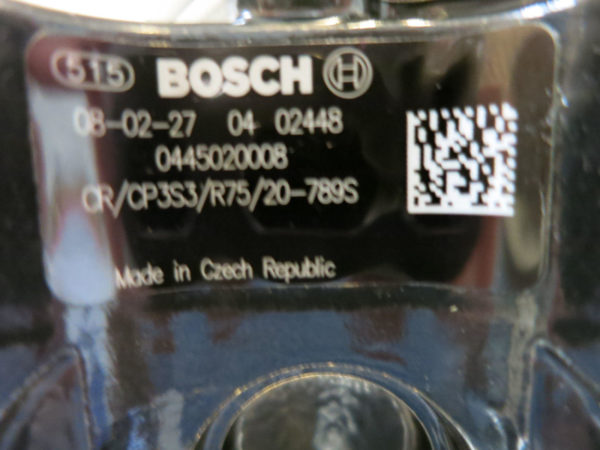 515 BOSCH
08-02-27 04 02448
0445020008
CR/CP3S3/R75/20-789S
Made in Czech Republic